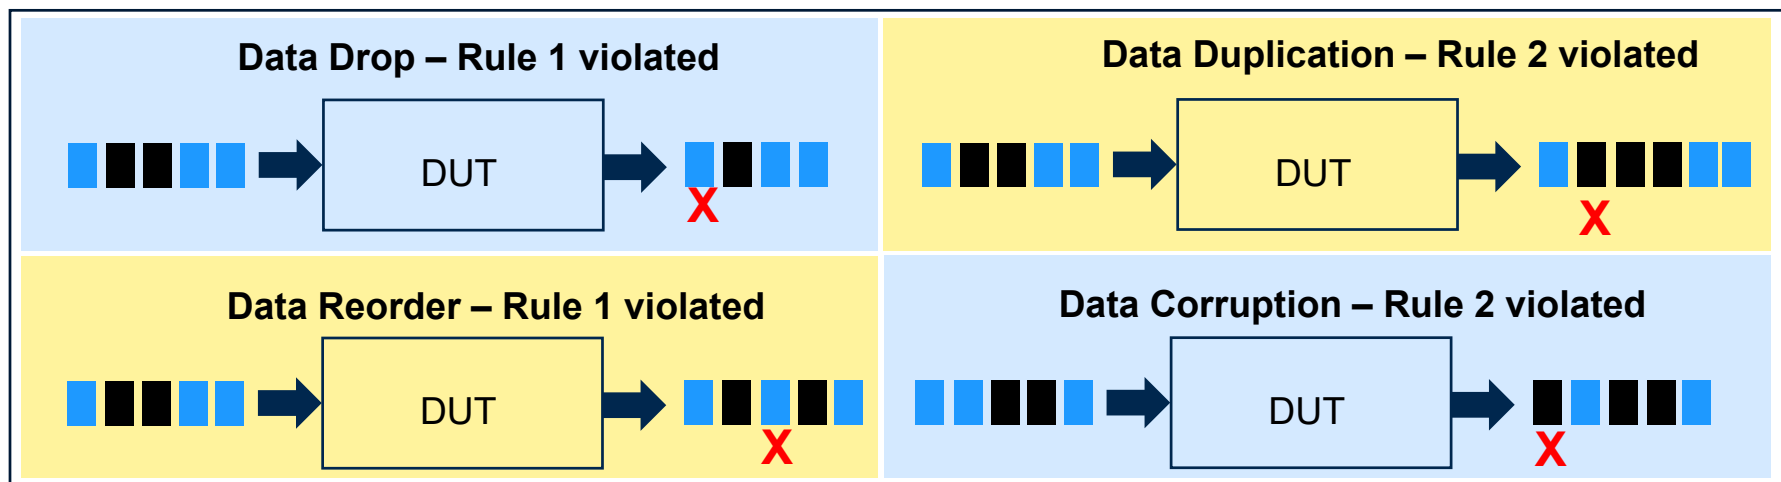 Data Drop – Rule 1 violated
DUT
X
Data Duplication – Rule 2 violated
DUT
X
Data Reorder – Rule 1 violated
DUT
X
Data Corruption – Rule 2 violated
DUT
X